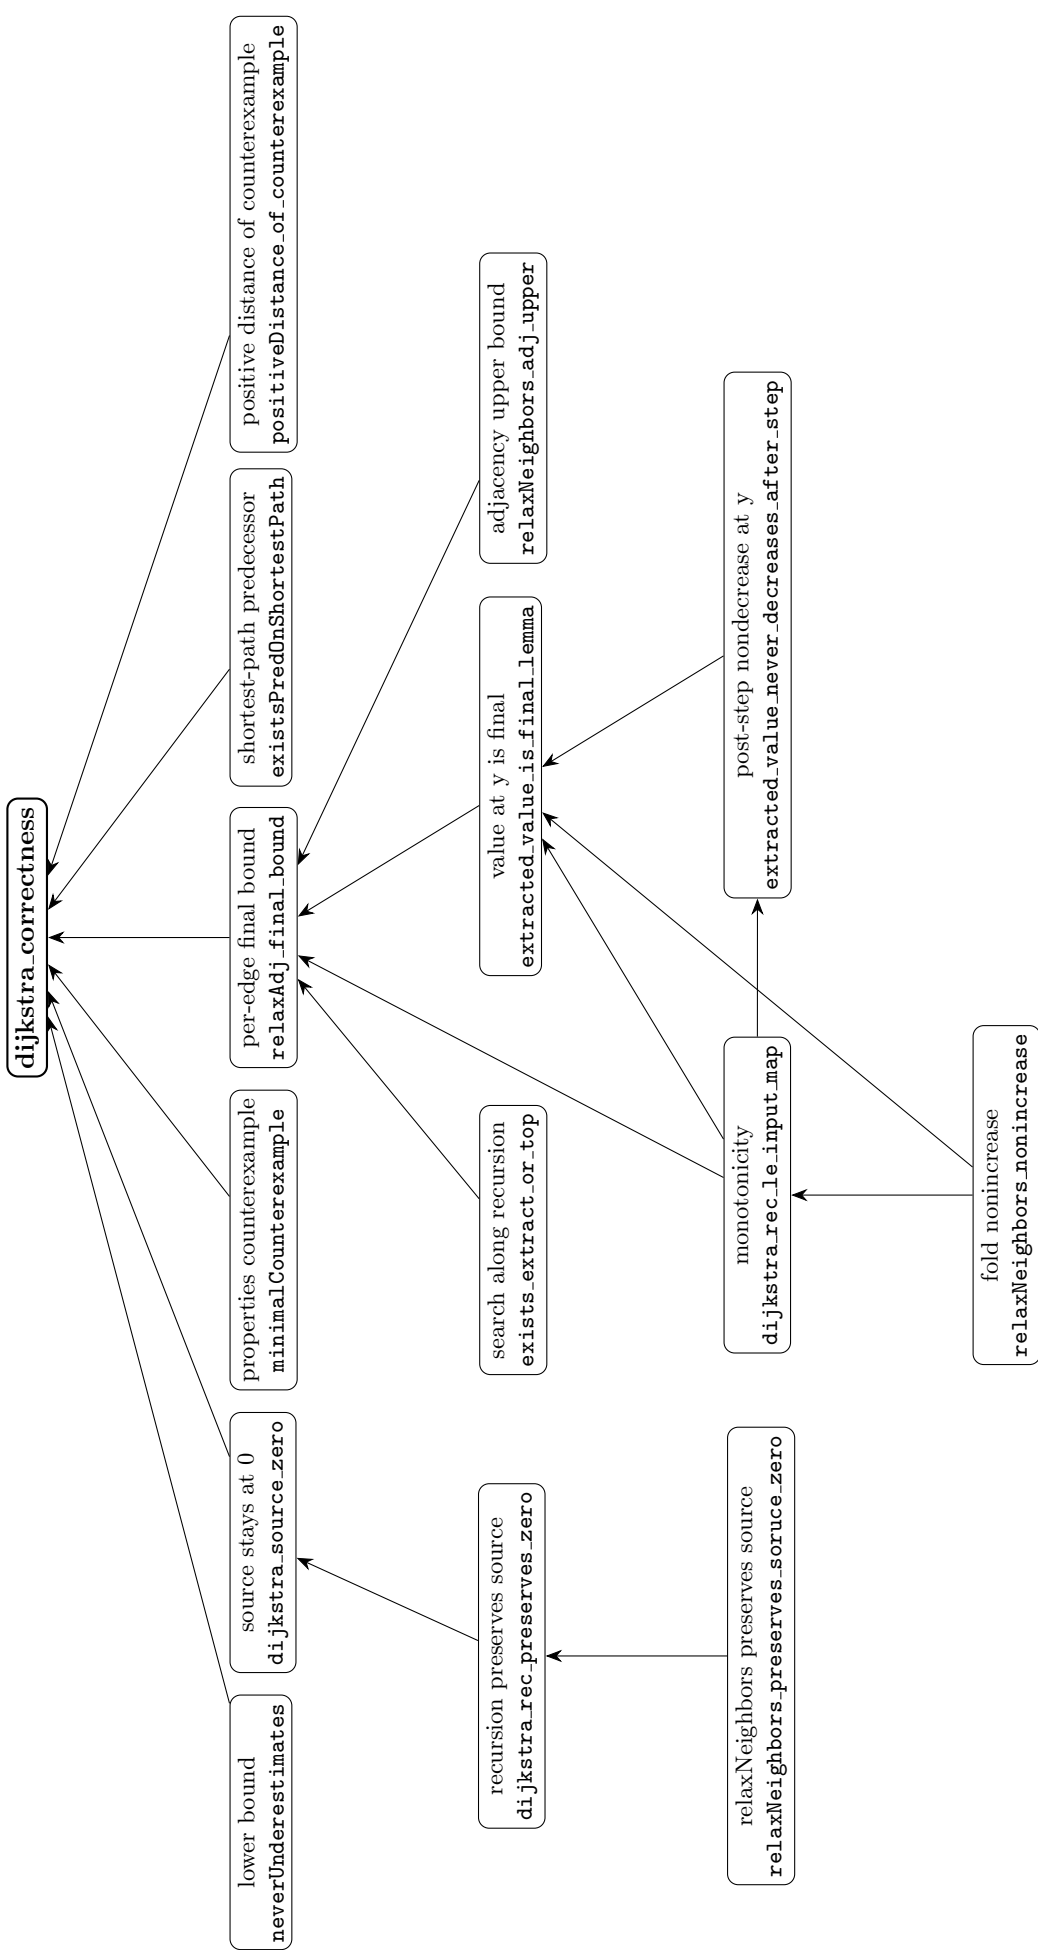 dijkstra_correctness
lower bound
neverUnderestimates
source stays at 0
dijkstra_source_zero
properties counterexample
minimalCounterexample
per-edge final bound
relaxAdj_final_bound
shortest-path predecessor
existsPredOnShortestPath
positive distance of counterexample
positiveDistance_of_counterexample
recursion preserves source
dijkstra_rec_preserves_zero
search along recursion
exists_extract_or_top
value at y is final
extracted_value_is_final_lemma
adjacency upper bound
relaxNeighbors_adj_upper
relaxNeighbors preserves source
relaxNeighbors_preserves_soruce_zero
monotonicity
dijkstra_rec_le_input_map
post-step nondecrease at y
extracted_value_never_decreases_after_step
fold nonincrease
relaxNeighbors_nonincrease